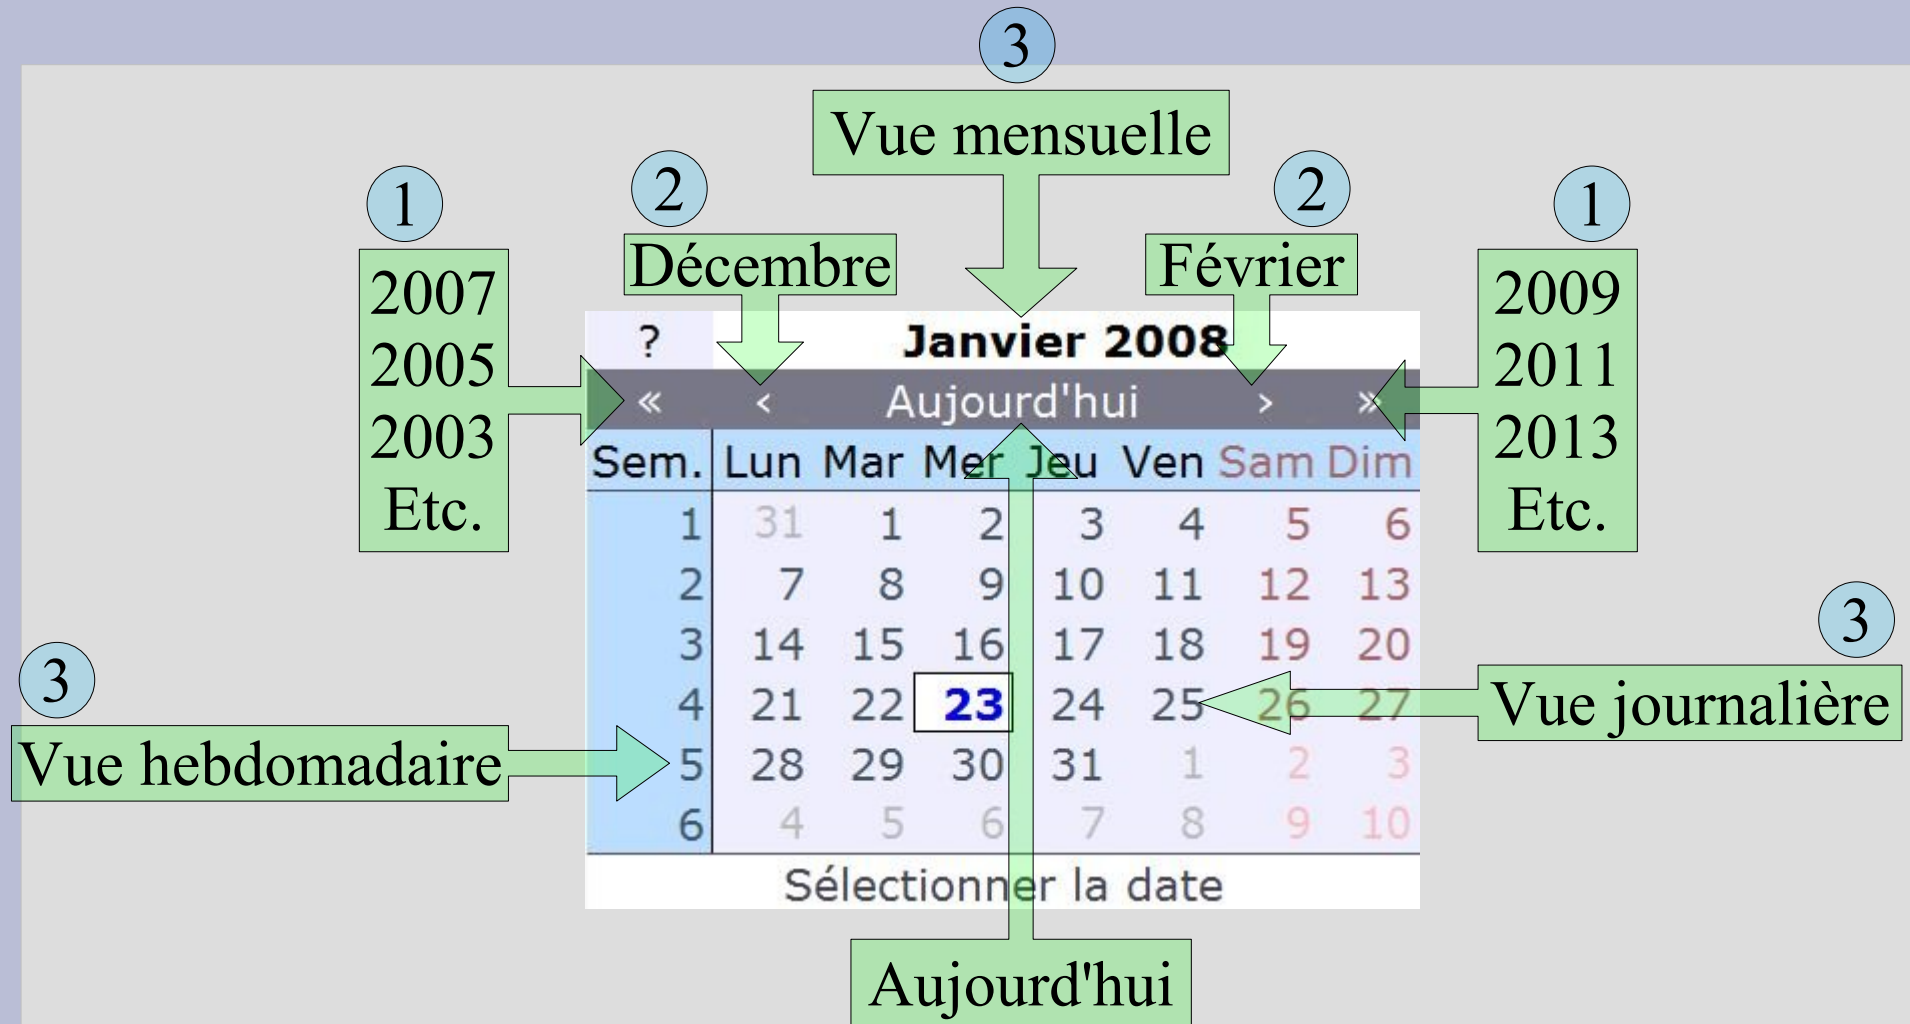 3
Vue mensuelle
1
2
2
1
2007
2005
2003
Etc.
Décembre
Février
2009
2011
2013
Etc.
? Janvier 2008
« ‹ Aujourd'hui › »
Sem. Lun Mar Mer Jeu Ven Sam Dim
1 31 1 2 3 4 5 6
2 7 8 9 10 11 12 13
3 14 15 16 17 18 19 20
4 21 22 23 24 25 26 27
5 28 29 30 31 1 2 3
6 4 5 6 7 8 9 10
Sélectionner la date
3
Vue hebdomadaire
3
Vue journalière
Aujourd'hui